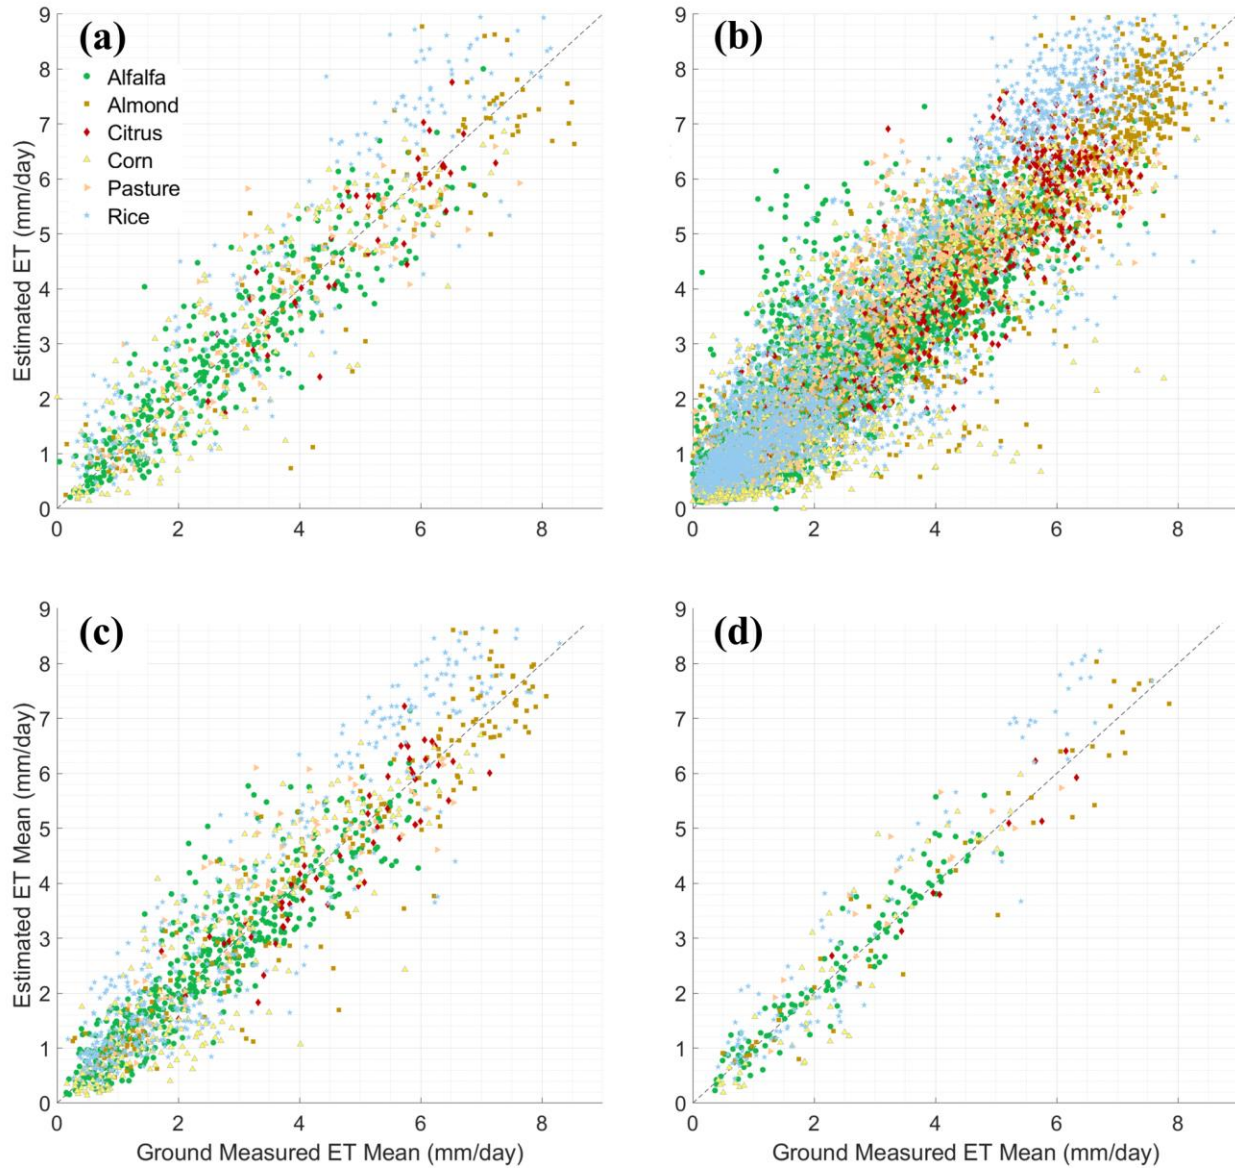 (a)
(b)
Alfalfa
Almond
Citrus
Corn
Pasture
Rice
Estimated ET (mm/day)
9
8
7
6
5
4
3
2
1
0
0 2 4 6 8
9
8
7
6
5
4
3
2
1
0
0 2 4 6 8
(c)
(d)
Estimated ET Mean (mm/day)
9
8
7
6
5
4
3
2
1
0
0 2 4 6 8
Ground Measured ET Mean (mm/day)
9
8
7
6
5
4
3
2
1
0
0 2 4 6 8
Ground Measured ET Mean (mm/day)